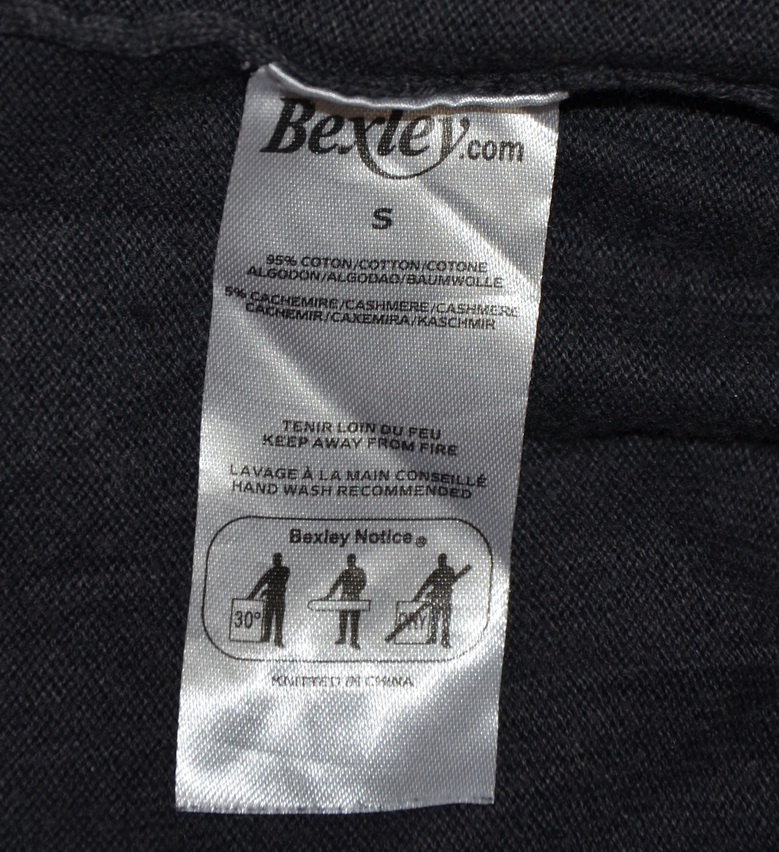 Bexley.com
S
95% COTON/COTTON/COTONE
ALGODON/ALGODAO/BAUMWOLLE
5% CACHEMIRE/CASHMERE/CASHMERE
CACHEMIR/CAXEMIRA/KASCHMIR
TENIR LOIN DU FEU
KEEP AWAY FROM FIRE
LAVAGE À LA MAIN CONSEILLÉ
HAND WASH RECOMMENDED
Bexley Notice®
30° DRY
KNITTED IN CHINA